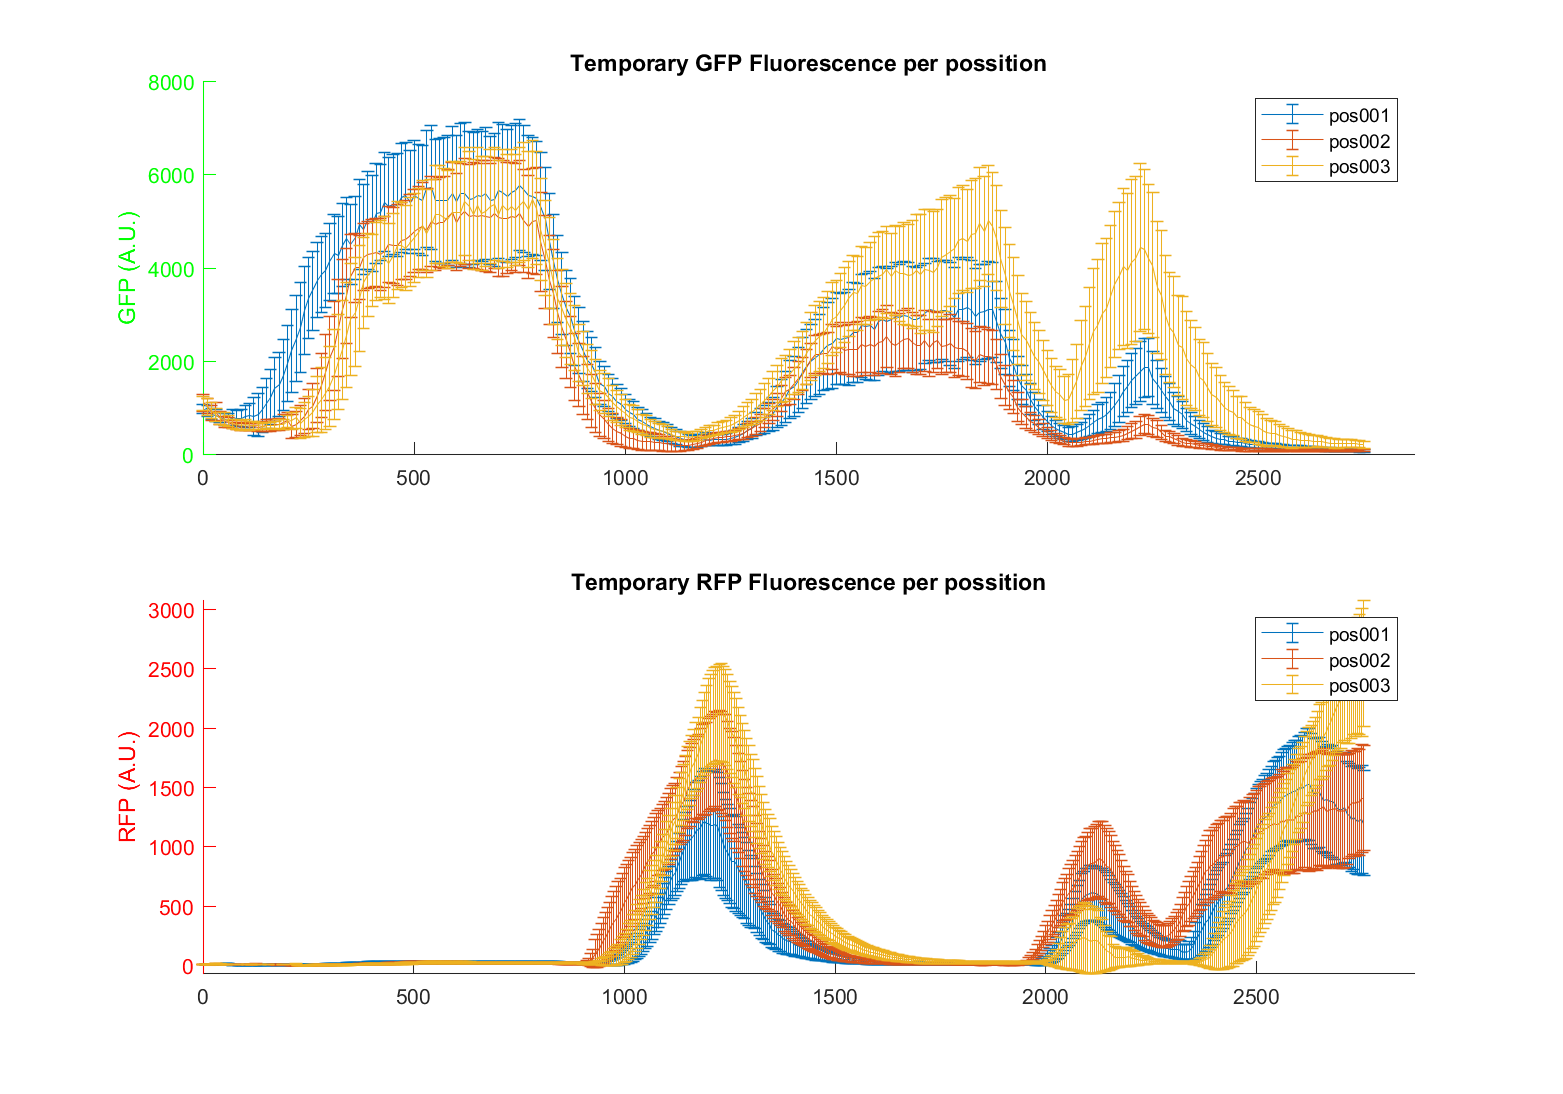 Temporary GFP Fluorescence per possition
8000
6000
4000
2000
0
GFP (A.U.)
0 500 1000 1500 2000 2500
pos001
pos002
pos003
Temporary RFP Fluorescence per possition
3000
2500
2000
1500
1000
500
0
RFP (A.U.)
0 500 1000 1500 2000 2500
pos001
pos002
pos003